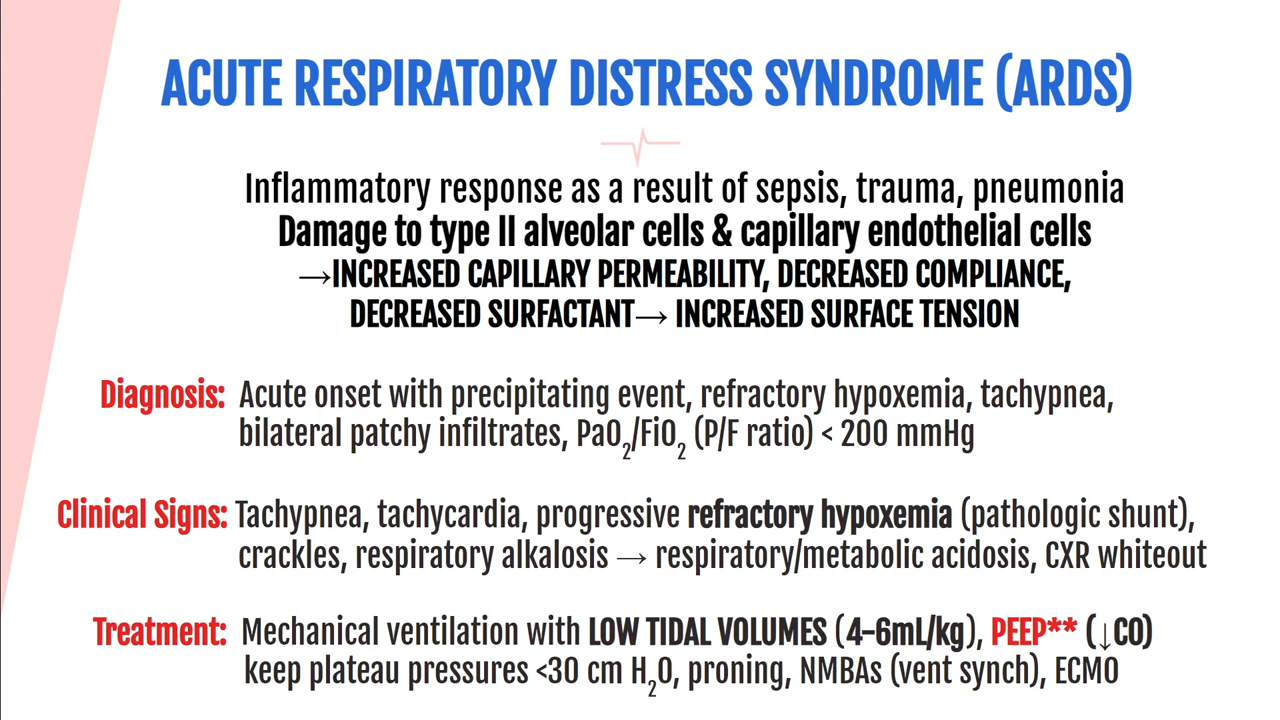 ACUTE RESPIRATORY DISTRESS SYNDROME (ARDS)
Inflammatory response as a result of sepsis, trauma, pneumonia
Damage to type II alveolar cells & capillary endothelial cells
→INCREASED CAPILLARY PERMEABILITY, DECREASED COMPLIANCE,
DECREASED SURFACTANT→ INCREASED SURFACE TENSION
Diagnosis: Acute onset with precipitating event, refractory hypoxemia, tachypnea,
bilateral patchy infiltrates, PaO₂/FiO₂ (P/F ratio) < 200 mmHg
Clinical Signs: Tachypnea, tachycardia, progressive refractory hypoxemia (pathologic shunt),
crackles, respiratory alkalosis → respiratory/metabolic acidosis, CXR whiteout
Treatment: Mechanical ventilation with LOW TIDAL VOLUMES (4-6mL/kg), PEEP** (↓CO)
keep plateau pressures <30 cm H₂O, proning, NMBAs (vent synch), ECMO